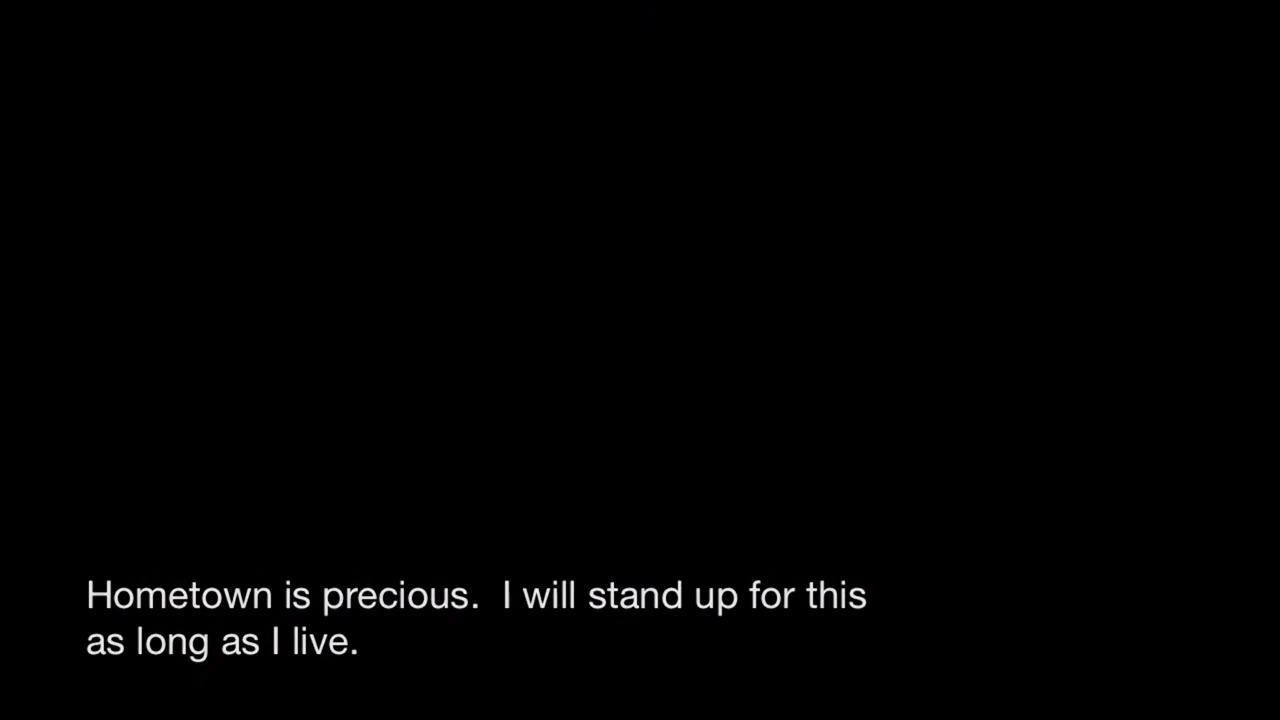 Hometown is precious.  I will stand up for this
as long as I live.